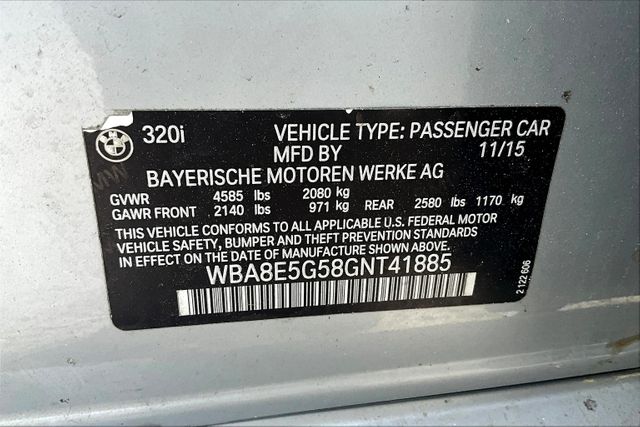 320i VEHICLE TYPE: PASSENGER CAR
MFD BY 11/15
BAYERISCHE MOTOREN WERKE AG
GVWR 4585 lbs 2080 kg
GAWR FRONT 2140 lbs 971 kg REAR 2580 lbs 1170 kg
THIS VEHICLE CONFORMS TO ALL APPLICABLE U.S. FEDERAL MOTOR
VEHICLE SAFETY, BUMPER AND THEFT PREVENTION STANDARDS
IN EFFECT ON THE DATE OF MANUFACTURE SHOWN ABOVE.
WBA8E5G58GNT41885
2 122 606